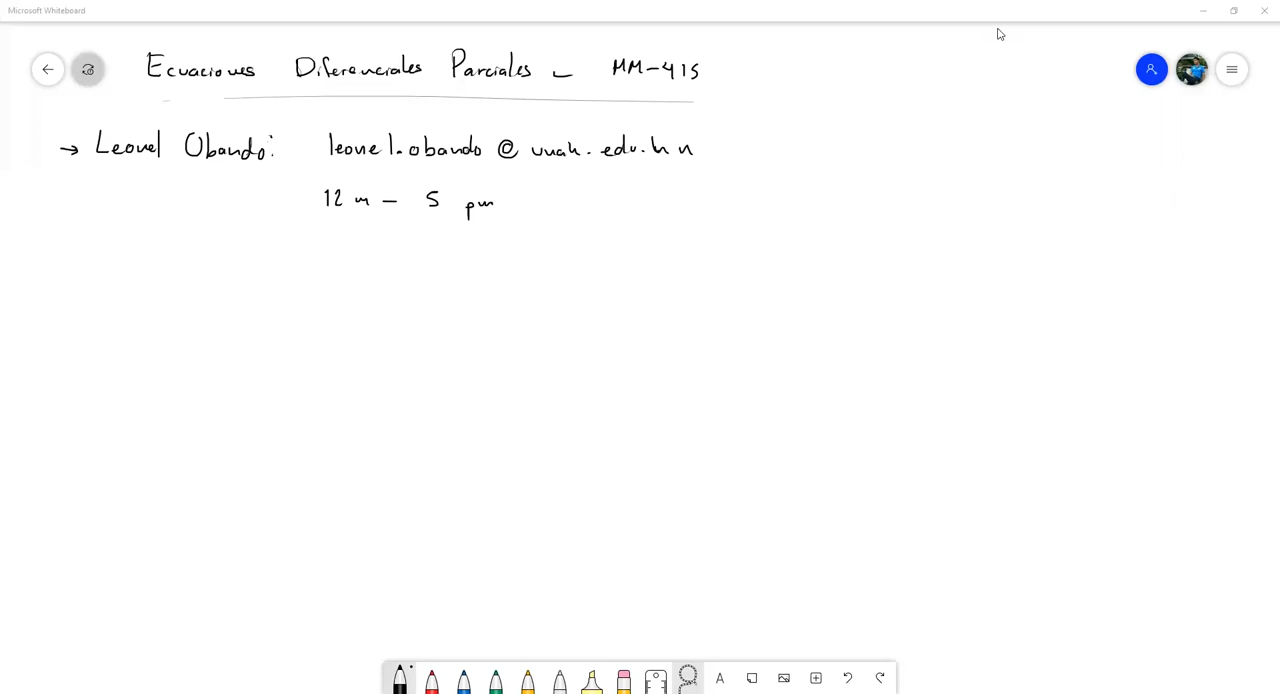 Microsoft Whiteboard
Ecuaciones Diferenciales Parciales - MM-415
→ Leonel Obando: leonel.obando @ unah.edu.hn
12 m - 5 pm
A